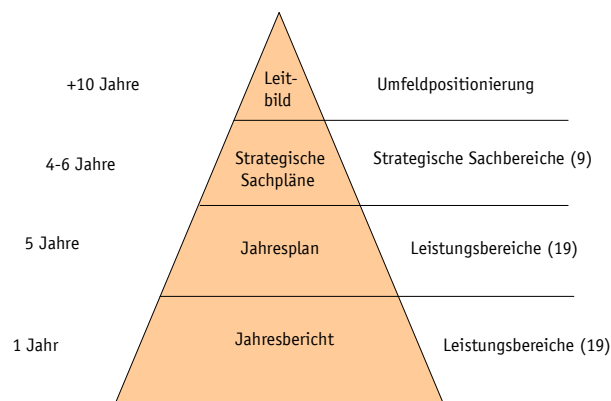 +10 Jahre
Leit-
bild
Umfeldpositionierung
4-6 Jahre
Strategische
Sachpläne
Strategische Sachbereiche (9)
5 Jahre
Jahresplan
Leistungsbereiche (19)
1 Jahr
Jahresbericht
Leistungsbereiche (19)